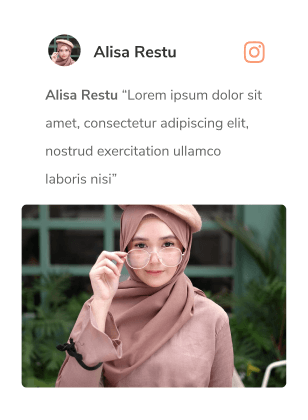 Alisa Restu
Alisa Restu “Lorem ipsum dolor sit
amet, consectetur adipiscing elit,
nostrud exercitation ullamco
laboris nisi”